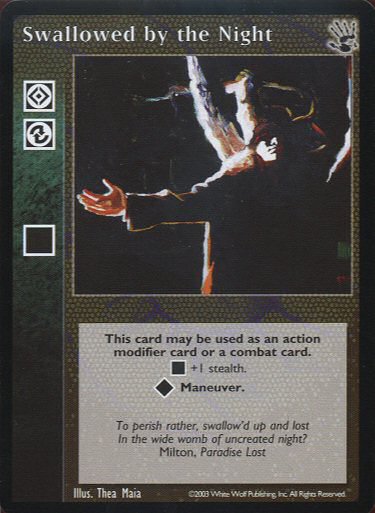 Swallowed by the Night
This card may be used as an action
modifier card or a combat card.
+1 stealth.
Maneuver.
To perish rather, swallow'd up and lost
In the wide womb of uncreated night?
Milton, Paradise Lost
Illus. Thea Maia ©2003 White Wolf Publishing, Inc. All Rights Reserved.